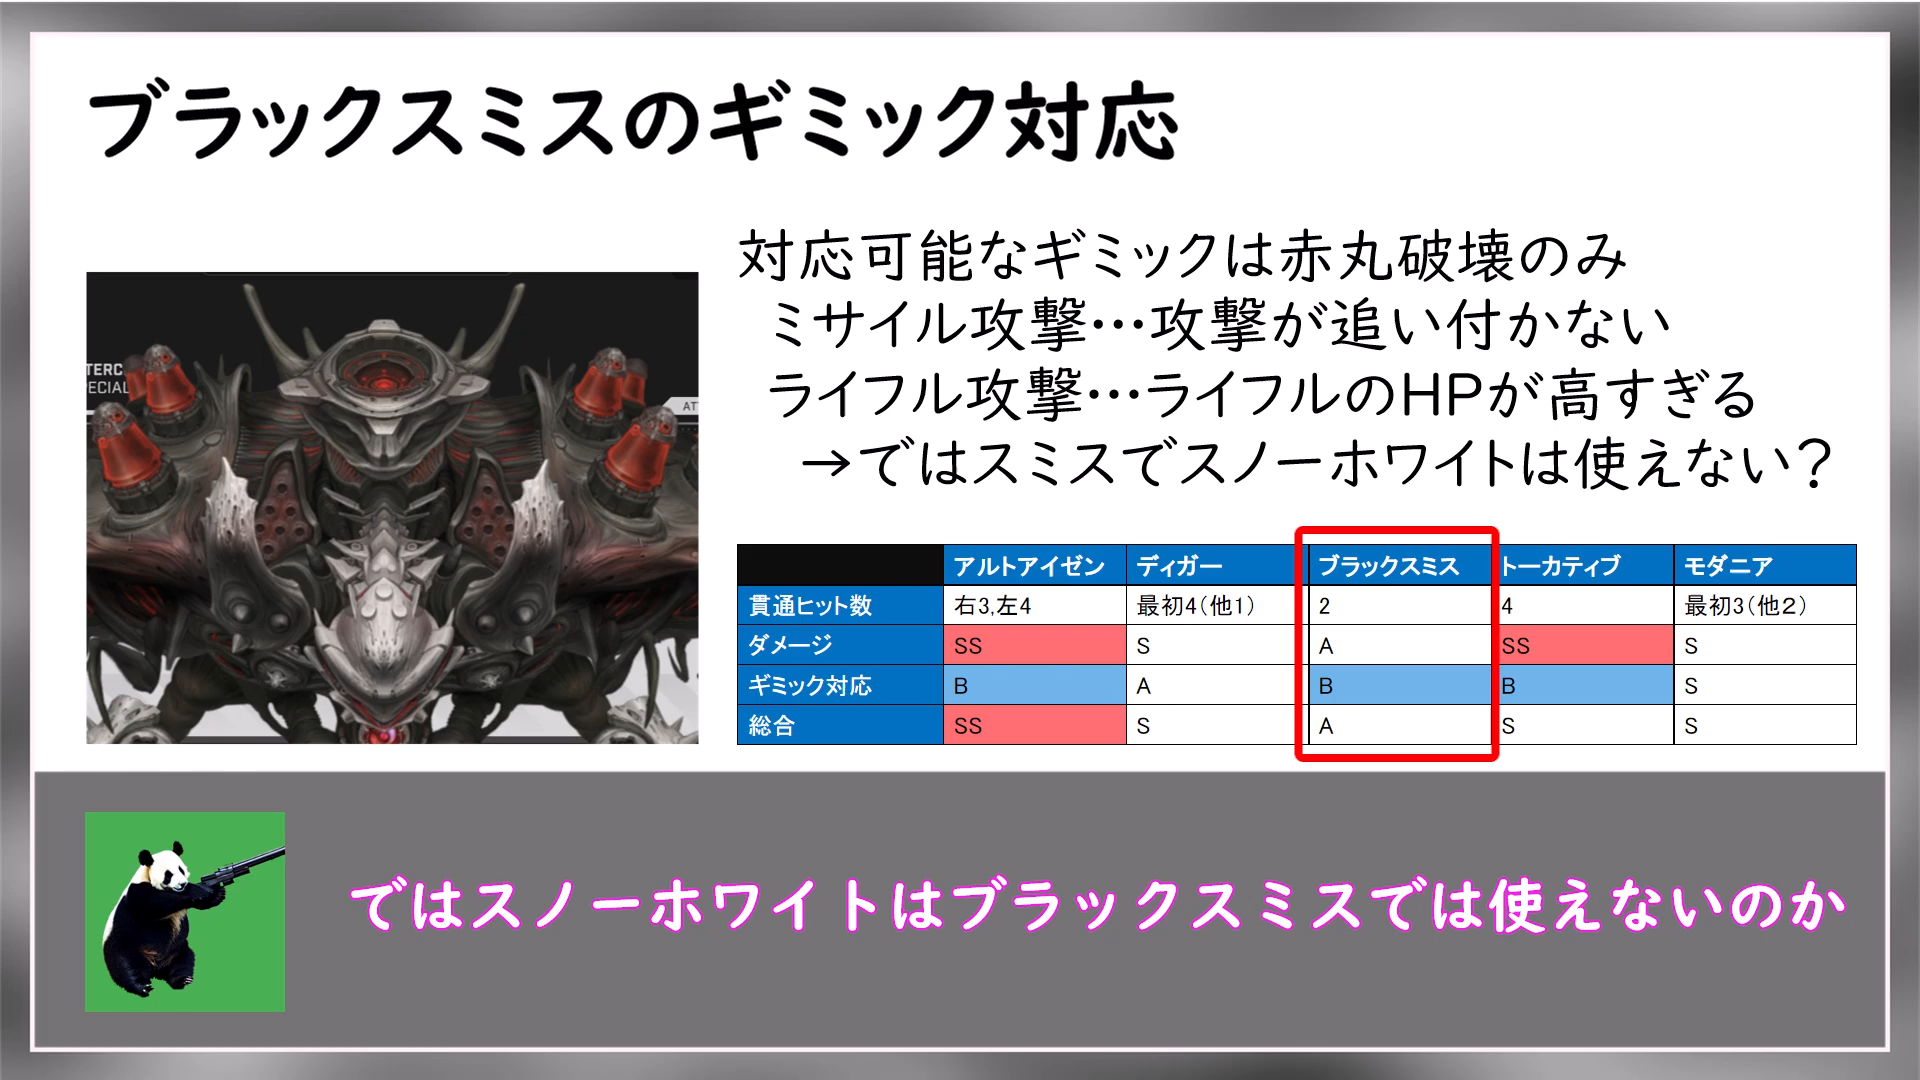 ブラックスミスのギミック対応
対応可能なギミックは赤丸破壊のみ
ミサイル攻撃…攻撃が追い付かない
ライフル攻撃…ライフルのHPが高すぎる
→ではスミスでスノーホワイトは使えない?
TERC
PECIAL
AT
アルトアイゼン ディガー ブラックスミス トーカティブ モダニア
貫通ヒット数 右3,左4 最初4(他1) 2 4 最初3(他2)
ダメージ SS S A SS S
ギミック対応 B A B B S
総合 SS S A S S
ではスノーホワイトはブラックスミスでは使えないのか